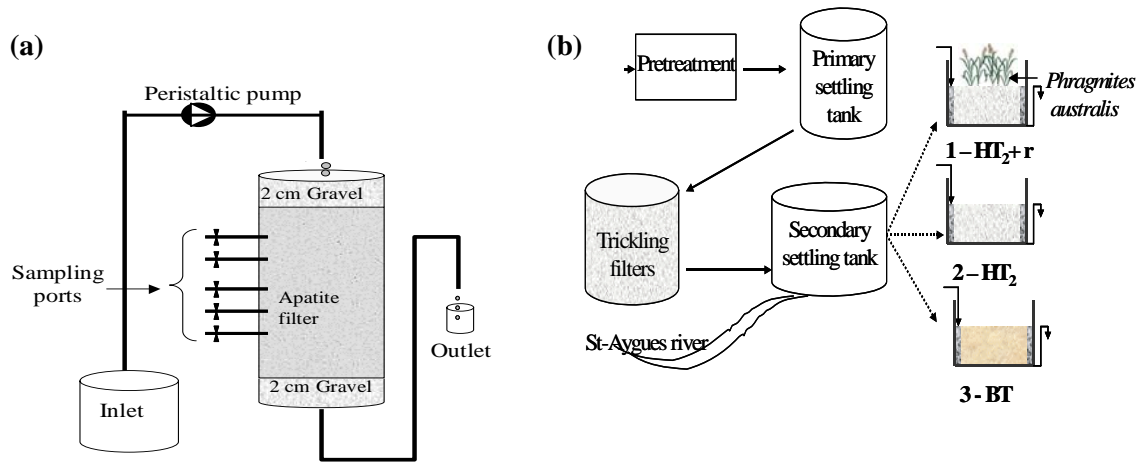 (a)
Peristaltic pump
2 cm Gravel
Sampling
ports
Apatite
filter
2 cm Gravel
Inlet
Outlet
(b)
Pretreatment
Primary
settling
tank
Phragmites
australis
1 – HT₂+ r
Trickling
filters
Secondary
settling tank
2 – HT₂
St-Aygues river
3 - BT